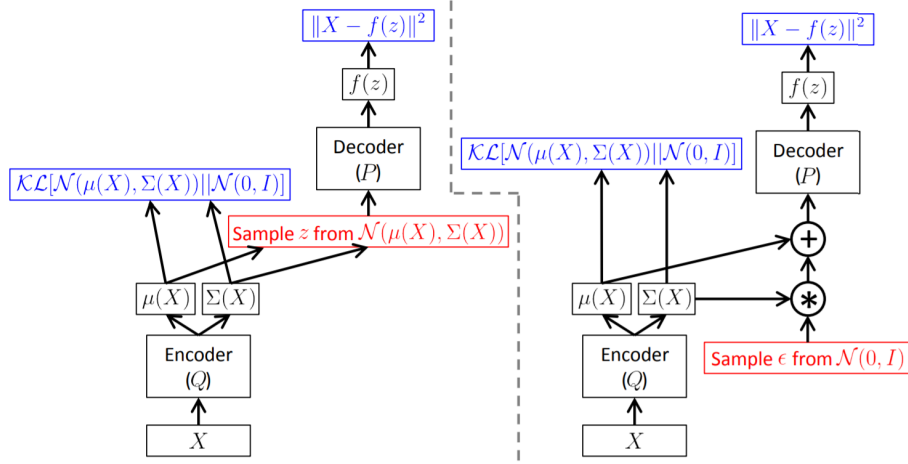 ‖X − f(z)‖²
f(z)
Decoder
(P)
𝒦ℒ[𝒩(μ(X), Σ(X))||𝒩(0, I)]
Sample z from 𝒩(μ(X), Σ(X))
μ(X)
Σ(X)
Encoder
(Q)
X
‖X − f(z)‖²
f(z)
Decoder
(P)
𝒦ℒ[𝒩(μ(X), Σ(X))||𝒩(0, I)]
+
μ(X)
Σ(X)
*
Encoder
(Q)
Sample ϵ from 𝒩(0, I)
X